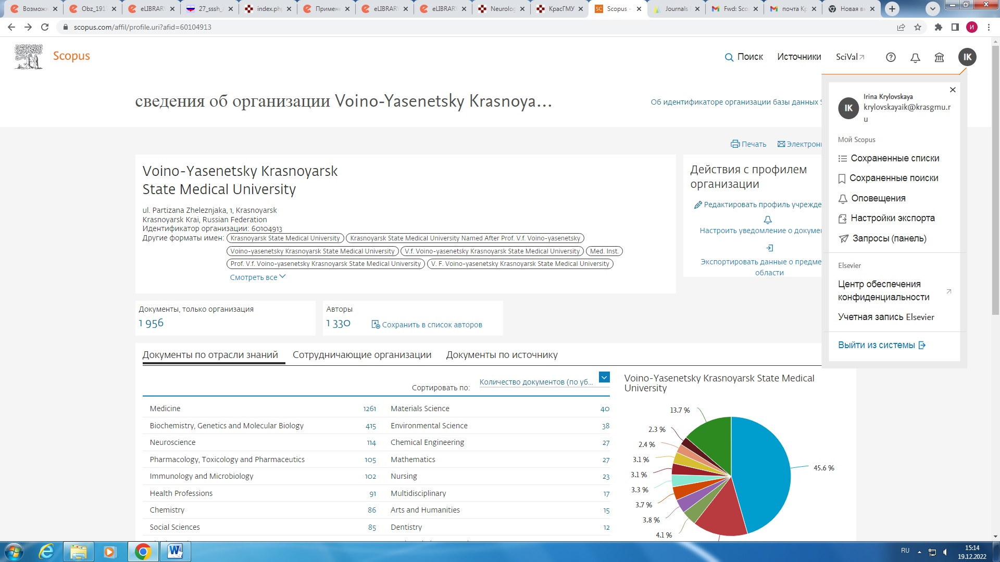 Возможн
Obz_191
eLIBRARY
27_sssh_
index.ph
Примене
eLIBRARY
eLIBRARY
Neurolog
КрасГМУ
Scopus -
Journals
Fwd: Sco
почта Кр
Новая в
scopus.com/affil/profile.uri?afid=60104913
И
Scopus
Поиск
Источники
SciVal
IK
сведения об организации Voino-Yasenetsky Krasnoya...
Об идентификаторе организации базы данных
Irina Krylovskaya
IK
krylovskayaik@krasgmu.r
u
Мой Scopus
Сохраненные списки
Сохраненные поиски
Оповещения
Настройки экспорта
Запросы (панель)
Elsevier
Центр обеспечения
конфиденциальности
Учетная запись Elsevier
Выйти из системы
Печать
Электрон
Voino-Yasenetsky Krasnoyarsk
State Medical University
ul. Partizana Zheleznjaka, 1, Krasnoyarsk
Krasnoyarsk Krai, Russian Federation
Идентификатор организации: 60104913
Другие форматы имен: Krasnoyarsk State Medical University Krasnoyarsk State Medical University Named After Prof. V.f. Voino-yasenetsky
Voino-yasenetsky Krasnoyarsk State Medical University V.f. Voino-yasenetsky Krasnoyarsk State Medical University Med. Inst.
Prof. V.f. Voino-yasenetsky Krasnoyarsk State Medical University V. F. Voino-yasenetsky Krasnoyarsk State Medical University
Смотреть все
Действия с профилем
организации
Редактировать профиль учрежде
Настроить уведомление о докумен
Экспортировать данные о предме
области
Документы, только организация
1 956
Авторы
1 330
Сохранить в список авторов
Документы по отрасли знаний
Сотрудничающие организации
Документы по источнику
Сортировать по:
Количество документов (по уб...
Medicine 1261 Materials Science 40
Biochemistry, Genetics and Molecular Biology 415 Environmental Science 38
Neuroscience 114 Chemical Engineering 27
Pharmacology, Toxicology and Pharmaceutics 105 Mathematics 27
Immunology and Microbiology 102 Nursing 23
Health Professions 91 Multidisciplinary 17
Chemistry 86 Arts and Humanities 15
Social Sciences 85 Dentistry 12
Voino-Yasenetsky Krasnoyarsk State Medical
University
13.7 %
2.3 %
2.4 %
3.1 %
3.1 %
3.3 %
3.7 %
3.8 %
4.1 %
45.6 %
RU
15:14
19.12.2022